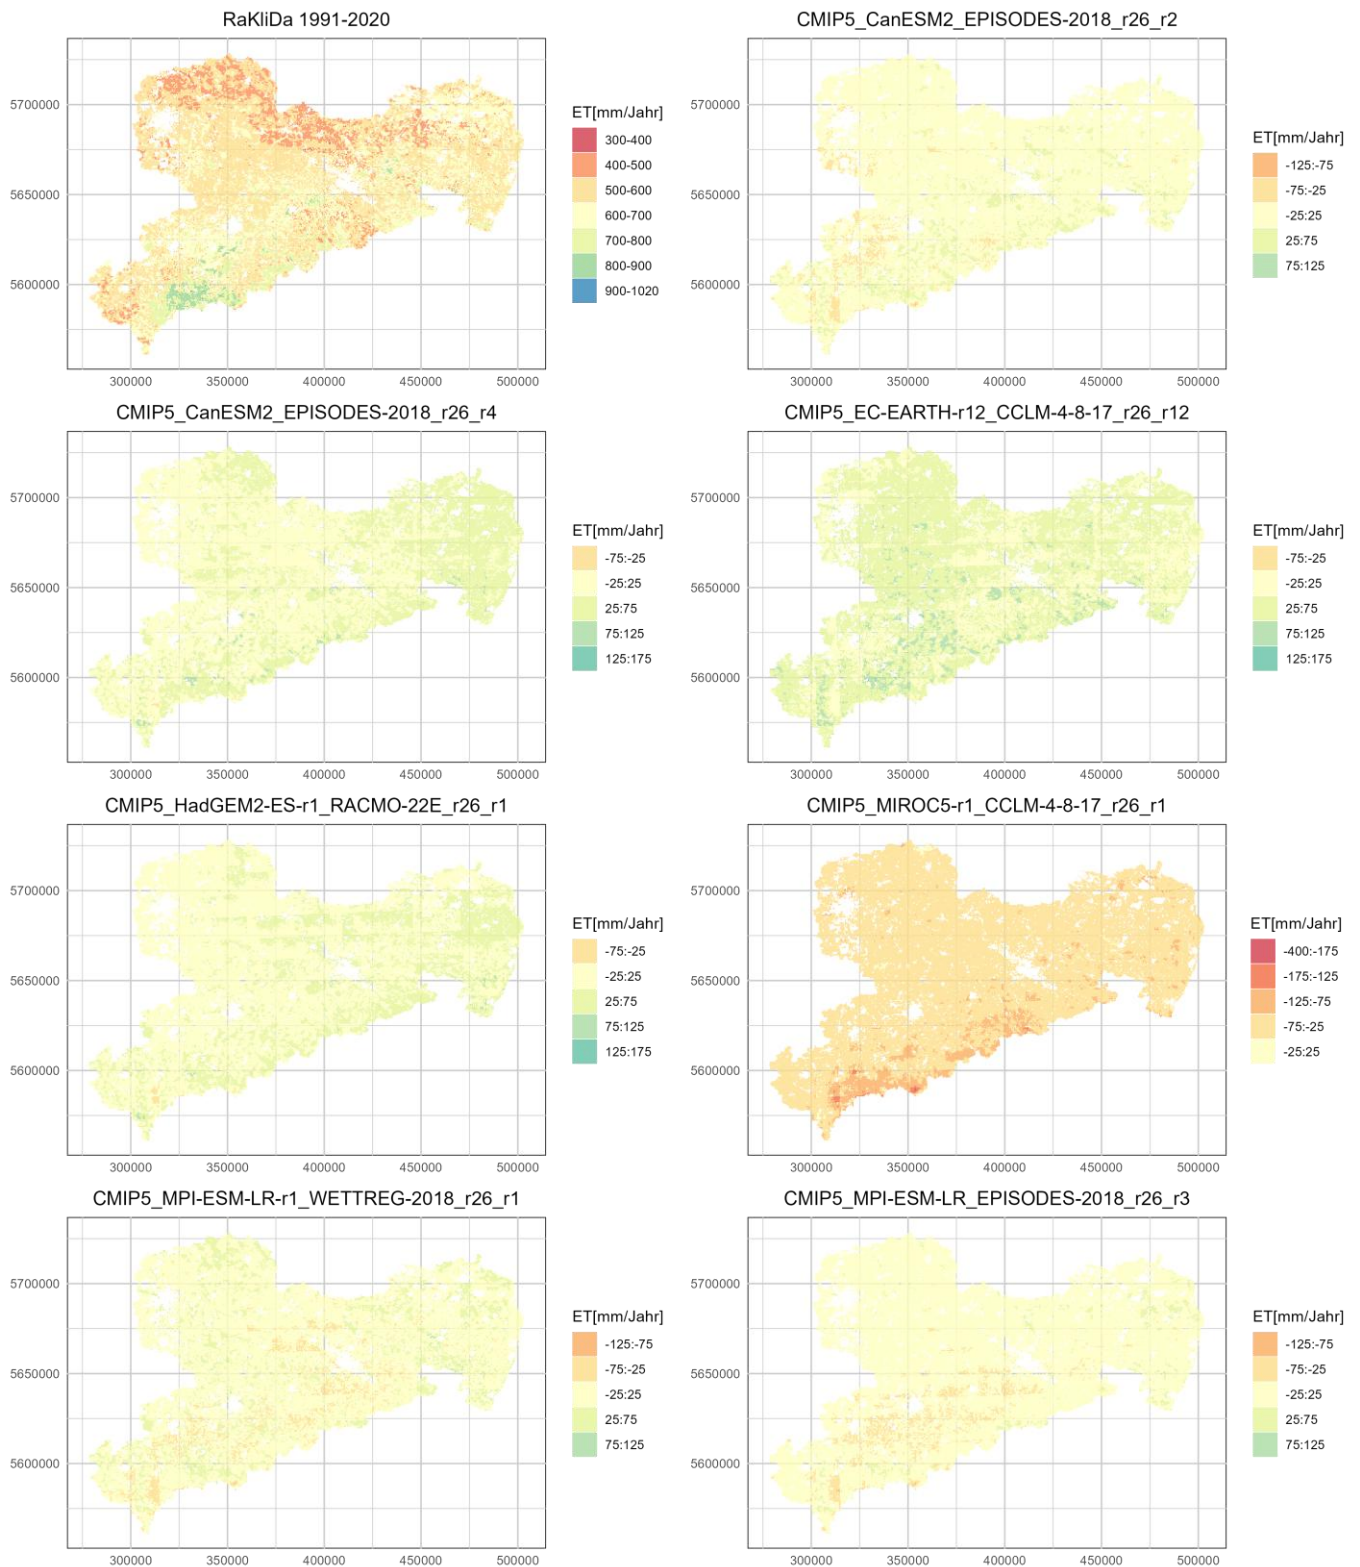 RaKliDa 1991-2020
5700000
5650000
5600000
300000 350000 400000 450000 500000
ET[mm/Jahr]
300-400
400-500
500-600
600-700
700-800
800-900
900-1020
CMIP5_CanESM2_EPISODES-2018_r26_r2
5700000
5650000
5600000
300000 350000 400000 450000 500000
ET[mm/Jahr]
-125:-75
-75:-25
-25:25
25:75
75:125
CMIP5_CanESM2_EPISODES-2018_r26_r4
5700000
5650000
5600000
300000 350000 400000 450000 500000
ET[mm/Jahr]
-75:-25
-25:25
25:75
75:125
125:175
CMIP5_EC-EARTH-r12_CCLM-4-8-17_r26_r12
5700000
5650000
5600000
300000 350000 400000 450000 500000
ET[mm/Jahr]
-75:-25
-25:25
25:75
75:125
125:175
CMIP5_HadGEM2-ES-r1_RACMO-22E_r26_r1
5700000
5650000
5600000
300000 350000 400000 450000 500000
ET[mm/Jahr]
-75:-25
-25:25
25:75
75:125
125:175
CMIP5_MIROC5-r1_CCLM-4-8-17_r26_r1
5700000
5650000
5600000
300000 350000 400000 450000 500000
ET[mm/Jahr]
-400:-175
-175:-125
-125:-75
-75:-25
-25:25
CMIP5_MPI-ESM-LR-r1_WETTREG-2018_r26_r1
5700000
5650000
5600000
300000 350000 400000 450000 500000
ET[mm/Jahr]
-125:-75
-75:-25
-25:25
25:75
75:125
CMIP5_MPI-ESM-LR_EPISODES-2018_r26_r3
5700000
5650000
5600000
300000 350000 400000 450000 500000
ET[mm/Jahr]
-125:-75
-75:-25
-25:25
25:75
75:125